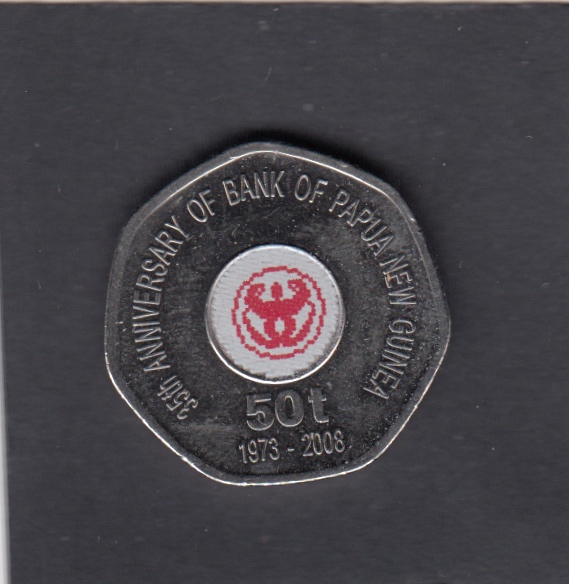 35th ANNIVERSARY OF BANK OF PAPUA NEW GUINEA
50t
1973 - 2008